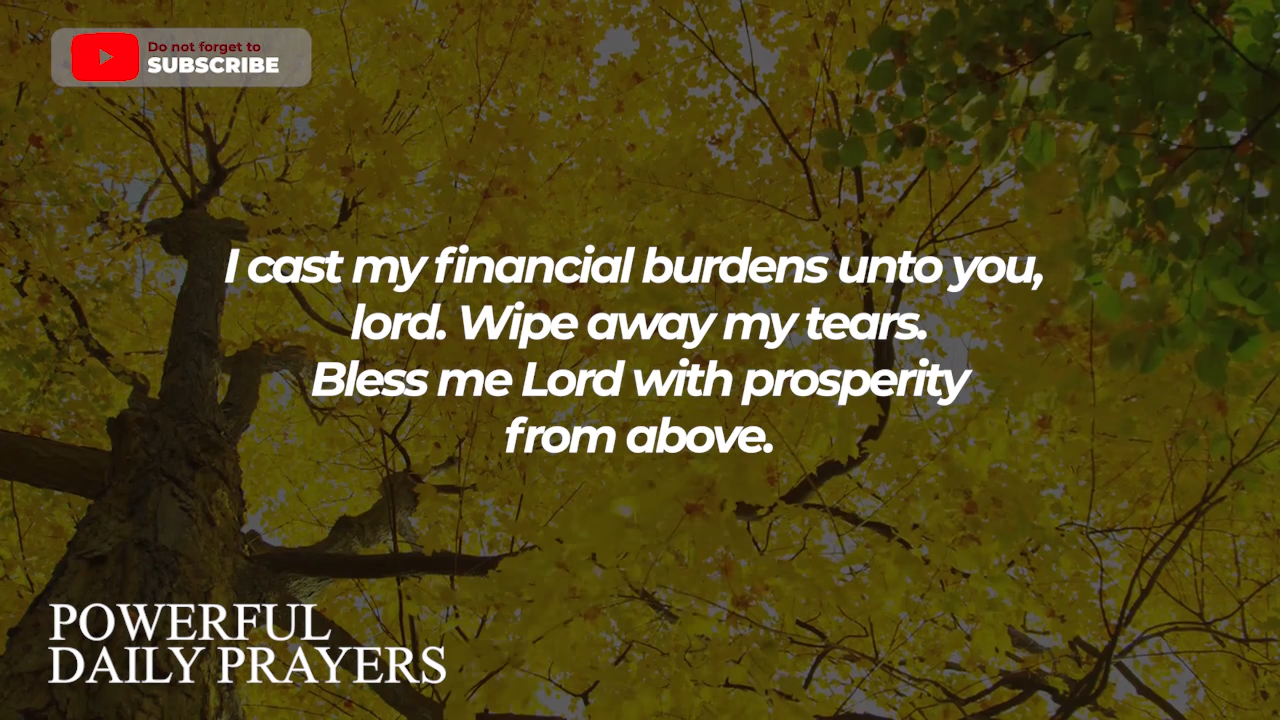 Do not forget to
SUBSCRIBE
I cast my financial burdens unto you,
lord. Wipe away my tears.
Bless me Lord with prosperity
from above.
POWERFUL
DAILY PRAYERS